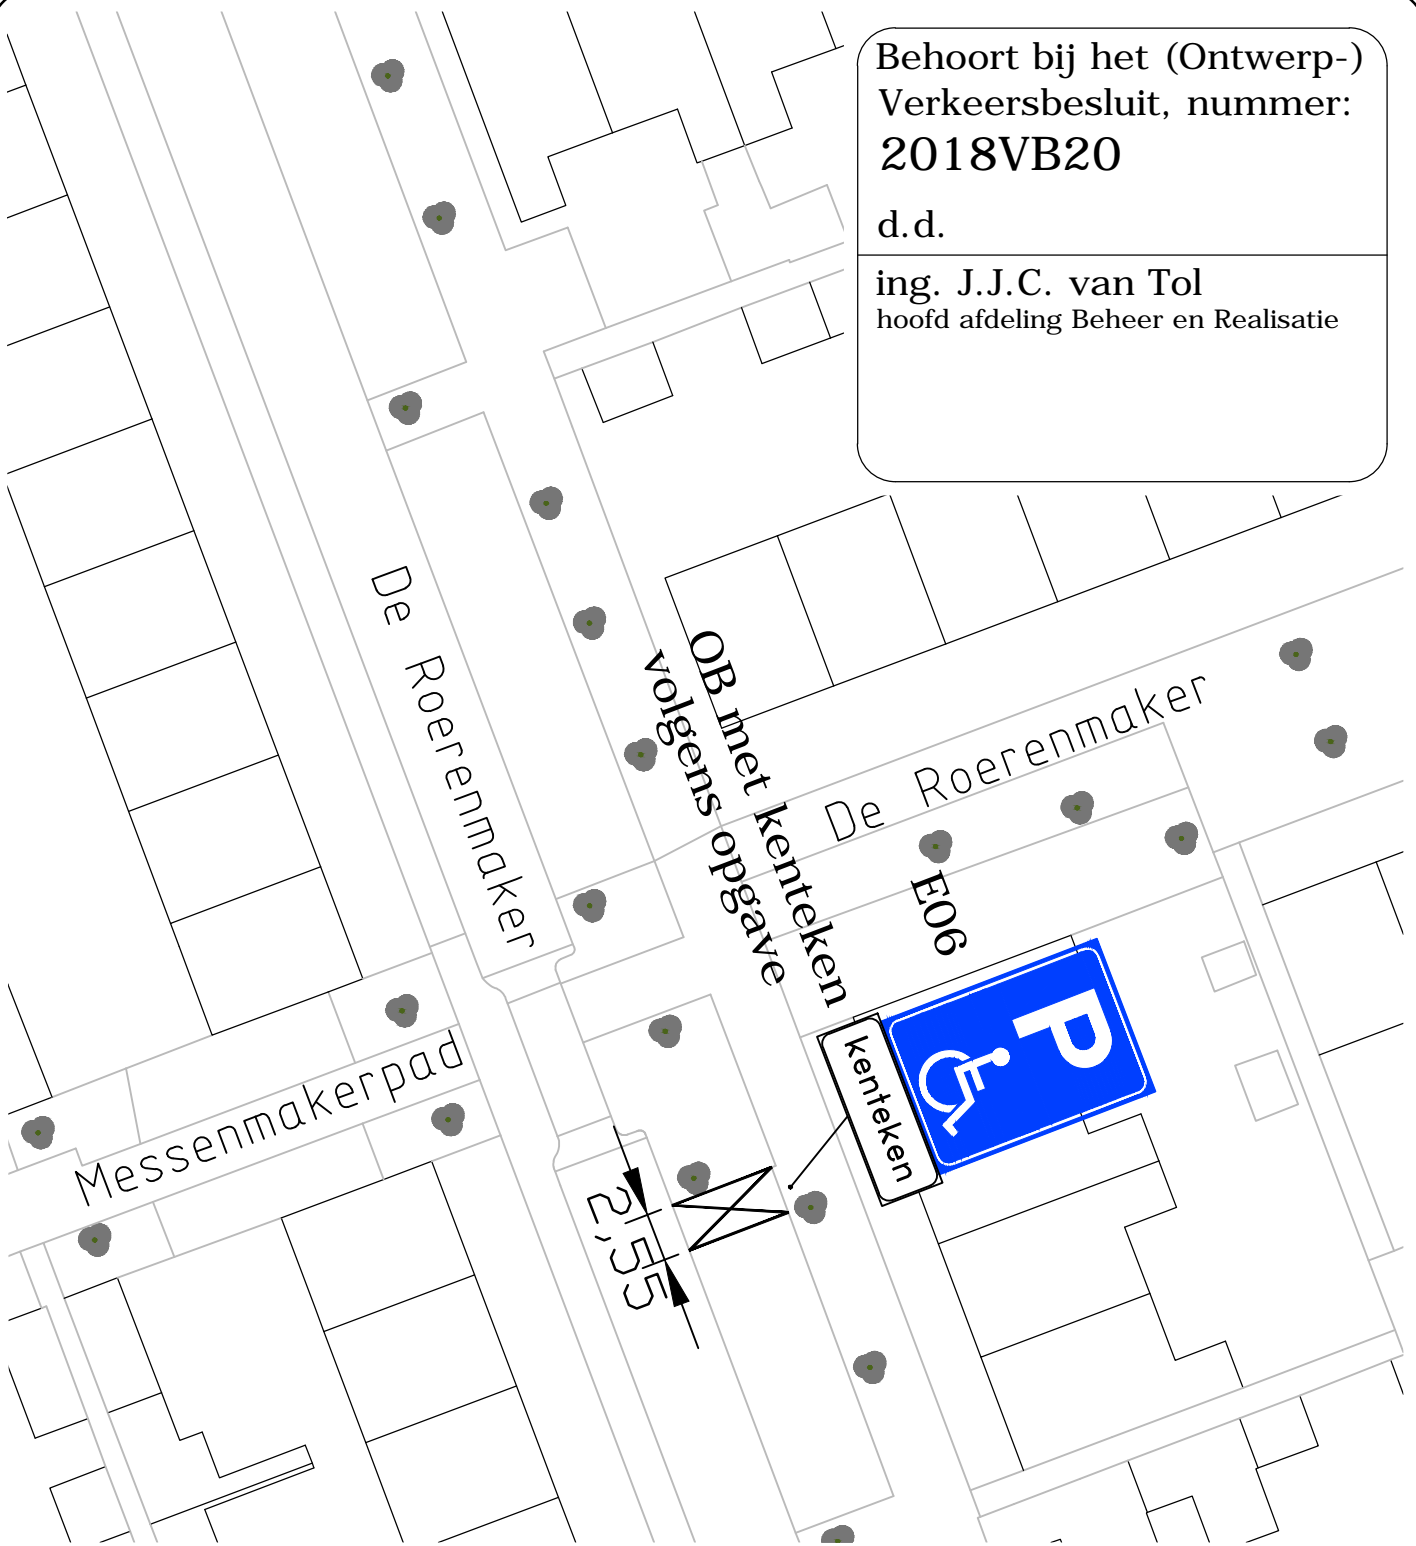 Behoort bij het (Ontwerp-)
Verkeersbesluit, nummer:
2018VB20
d.d.
ing. J.J.C. van Tol
hoofd afdeling Beheer en Realisatie
De Roerenmaker
OB met kenteken
volgens opgave
De Roerenmaker
E06
P
kenteken
Messenmakerpad
2,55